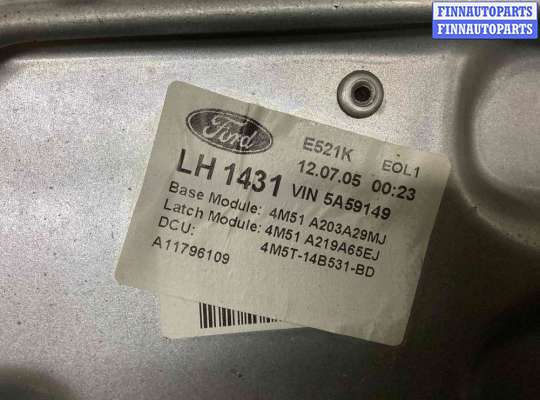 FINNAUTOPARTS
FINNAUTOPARTS
Ford
E521K EOL1
12.07.05 00:23
LH 1431 VIN 5A59149
Base Module: 4M51 A203A29MJ
Latch Module: 4M51 A219A65EJ
DCU: 4M5T-14B531-BD
A11796109